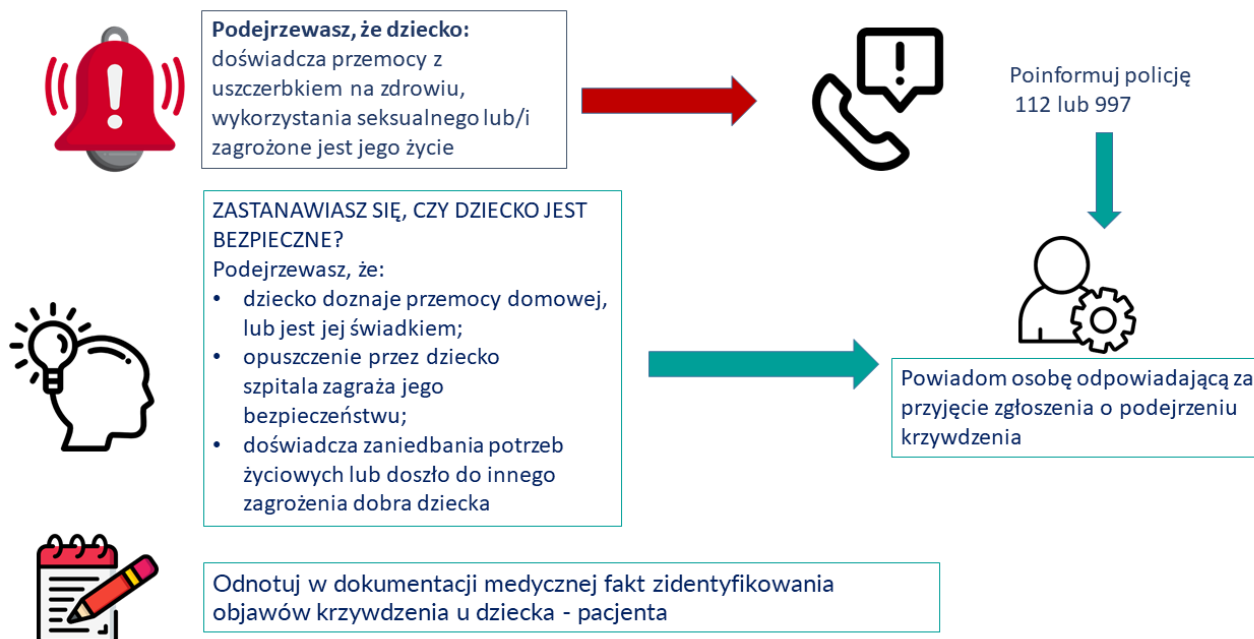 Podejrzewasz, że dziecko:
doświadcza przemocy z
uszczerbkiem na zdrowiu,
wykorzystania seksualnego lub/i
zagrożone jest jego życie
Poinformuj policję
112 lub 997
ZASTANAWIASZ SIĘ, CZY DZIECKO JEST
BEZPIECZNE?
Podejrzewasz, że:
• dziecko doznaje przemocy domowej,
lub jest jej świadkiem;
• opuszczenie przez dziecko
szpitala zagraża jego
bezpieczeństwu;
• doświadcza zaniedbania potrzeb
życiowych lub doszło do innego
zagrożenia dobra dziecka
Powiadom osobę odpowiadającą za
przyjęcie zgłoszenia o podejrzeniu
krzywdzenia
Odnotuj w dokumentacji medycznej fakt zidentyfikowania
objawów krzywdzenia u dziecka - pacjenta